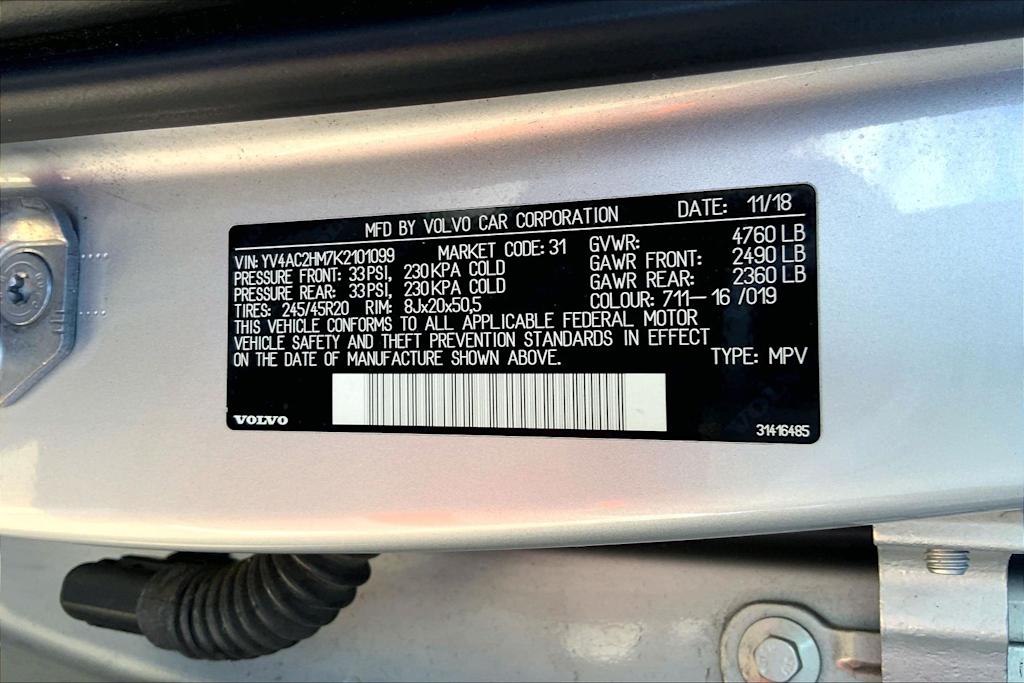 MFD BY VOLVO CAR CORPORATION DATE: 11/18
VIN: YV4AC2HM7K2101099 MARKET CODE: 31 GVWR: 4760 LB
PRESSURE FRONT: 33PSI, 230KPA COLD GAWR FRONT: 2490 LB
PRESSURE REAR: 33PSI, 230KPA COLD GAWR REAR: 2360 LB
TIRES: 245/45R20 RIM: 8Jx20x50,5 COLOUR: 711-16 /019
THIS VEHICLE CONFORMS TO ALL APPLICABLE FEDERAL MOTOR
VEHICLE SAFETY AND THEFT PREVENTION STANDARDS IN EFFECT
ON THE DATE OF MANUFACTURE SHOWN ABOVE. TYPE: MPV
VOLVO 31416485